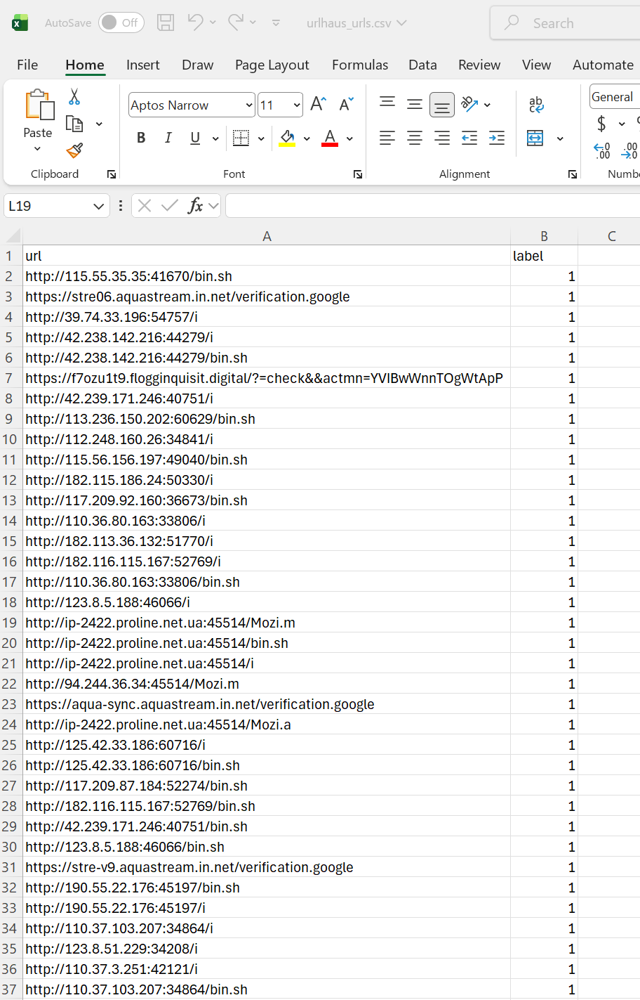 AutoSave Off urlhaus_urls.csv Search
File Home Insert Draw Page Layout Formulas Data Review View Automate
Paste Aptos Narrow 11 A A ab General
B I U A $
Clipboard Font Alignment
L19 fx
A B C
1 url label
2 http://115.55.35.35:41670/bin.sh 1
3 https://stre06.aquastream.in.net/verification.google 1
4 http://39.74.33.196:54757/i 1
5 http://42.238.142.216:44279/i 1
6 http://42.238.142.216:44279/bin.sh 1
7 https://f7ozu1t9.flogginquisit.digital/?=check&&actmn=YVIBwWnnTOgWtApP 1
8 http://42.239.171.246:40751/i 1
9 http://113.236.150.202:60629/bin.sh 1
10 http://112.248.160.26:34841/i 1
11 http://115.56.156.197:49040/bin.sh 1
12 http://182.115.186.24:50330/i 1
13 http://117.209.92.160:36673/bin.sh 1
14 http://110.36.80.163:33806/i 1
15 http://182.113.36.132:51770/i 1
16 http://182.116.115.167:52769/i 1
17 http://110.36.80.163:33806/bin.sh 1
18 http://123.8.5.188:46066/i 1
19 http://ip-2422.proline.net.ua:45514/Mozi.m 1
20 http://ip-2422.proline.net.ua:45514/bin.sh 1
21 http://ip-2422.proline.net.ua:45514/i 1
22 http://94.244.36.34:45514/Mozi.m 1
23 https://aqua-sync.aquastream.in.net/verification.google 1
24 http://ip-2422.proline.net.ua:45514/Mozi.a 1
25 http://125.42.33.186:60716/i 1
26 http://125.42.33.186:60716/bin.sh 1
27 http://117.209.87.184:52274/bin.sh 1
28 http://182.116.115.167:52769/bin.sh 1
29 http://42.239.171.246:40751/bin.sh 1
30 http://123.8.5.188:46066/bin.sh 1
31 https://stre-v9.aquastream.in.net/verification.google 1
32 http://190.55.22.176:45197/bin.sh 1
33 http://190.55.22.176:45197/i 1
34 http://110.37.103.207:34864/i 1
35 http://123.8.51.229:34208/i 1
36 http://110.37.3.251:42121/i 1
37 http://110.37.103.207:34864/bin.sh 1